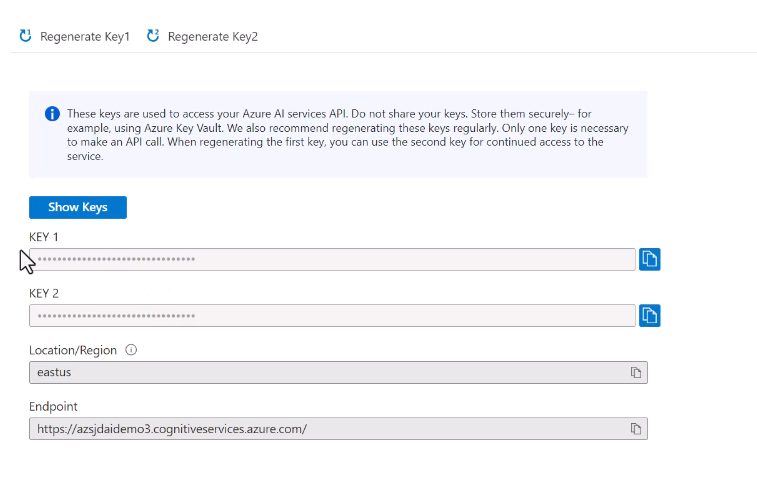 Regenerate Key1 Regenerate Key2
These keys are used to access your Azure AI services API. Do not share your keys. Store them securely– for
example, using Azure Key Vault. We also recommend regenerating these keys regularly. Only one key is necessary
to make an API call. When regenerating the first key, you can use the second key for continued access to the
service.
Show Keys
KEY 1
••••••••••••••••••••••••••••••••
KEY 2
••••••••••••••••••••••••••••••••
Location/Region
eastus
Endpoint
https://azsjdaidemo3.cognitiveservices.azure.com/